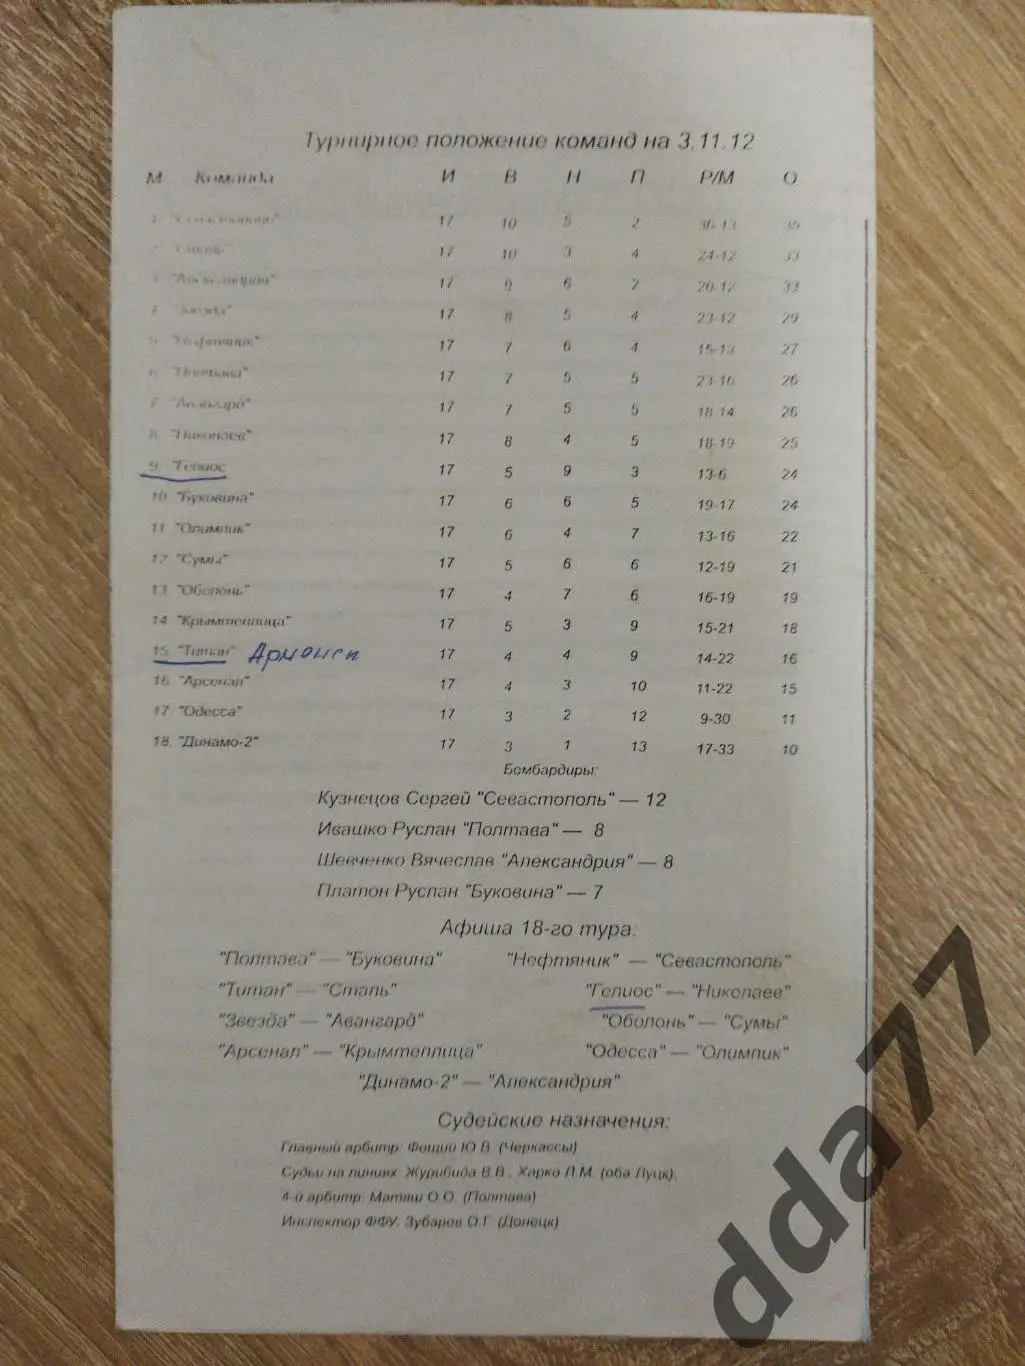 Турнирное положение команд на 3.11.12
М Команда И В Н П Р/М О
1 "Севастополь" 17 10 5 2 36-13 35
2 "Сталь" 17 10 3 4 24-12 33
3 "Александрия" 17 9 6 2 20-12 33
4 "Звезда" 17 8 5 4 23-12 29
5 "Нефтяник" 17 7 6 4 15-13 27
6 "Полтава" 17 7 5 5 23-16 26
7 "Авангард" 17 7 5 5 18-14 26
8 "Николаев" 17 8 4 5 18-19 25
9 "Гелиос 17 5 9 3 13-6 24
10 "Буковина" 17 6 6 5 19-17 24
11 "Олимпик" 17 6 4 7 13-16 22
12 "Сумы" 17 5 6 6 12-19 21
13 "Оболонь" 17 4 7 6 16-19 19
14 "Крымтеплица" 17 5 3 9 15-21 18
15 "Титан" Армянск 17 4 4 9 14-22 16
16 "Арсенал" 17 4 3 10 11-22 15
17 "Одесса" 17 3 2 12 9-30 11
18. "Динамо-2" 17 3 1 13 17-33 10
Бомбардиры:
Кузнецов Сергей "Севастополь" — 12
Ивашко Руслан "Полтава" — 8
Шевченко Вячеслав "Александрия" — 8
Платон Руслан "Буковина" — 7
Афиша 18-го тура:
"Полтава" — "Буковина" "Нефтяник" — "Севастополь"
"Титан" — "Сталь" "Гелиос" — "Николаев"
"Звезда" — "Авангард" "Оболонь" — "Сумы"
"Арсенал" — "Крымтеплица" "Одесса" — "Олимпик"
"Динамо-2" — "Александрия"
Судейские назначения:
Главный арбитр: Фощий Ю.В. (Черкассы)
Судьи на линиях: Журибида В.В., Харко Л.М. (оба Луцк),
4-й арбитр: Матяш О.О. (Полтава)
Инспектор ФФУ: Зубарев О.Г. (Донецк)
dda77